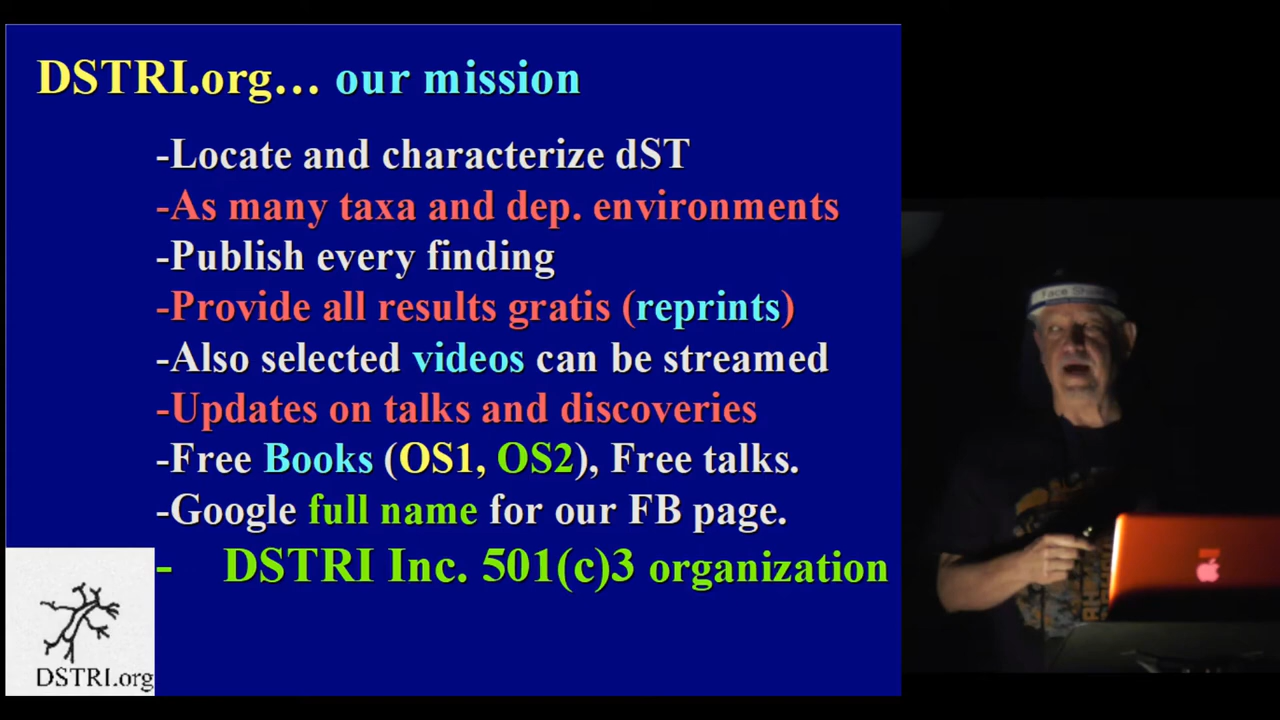 DSTRI.org… our mission
-Locate and characterize dST
-As many taxa and dep. environments
-Publish every finding
-Provide all results gratis (reprints)
-Also selected videos can be streamed
-Updates on talks and discoveries
-Free Books (OS1, OS2), Free talks.
-Google full name for our FB page.
- DSTRI Inc. 501(c)3 organization
DSTRI.org
Face Shield